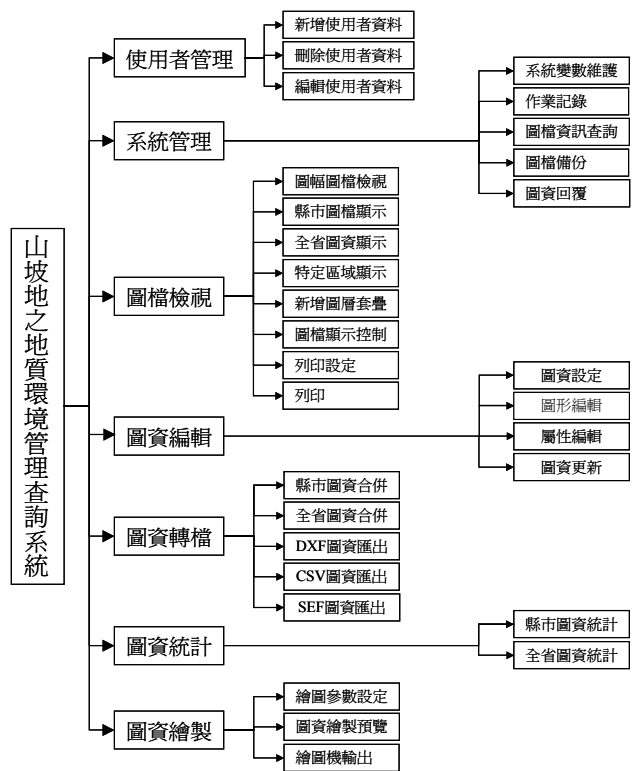 山坡地之地質環境管理查詢系統
使用者管理
新增使用者資料
刪除使用者資料
編輯使用者資料
系統管理
系統變數維護
作業記錄
圖檔資訊查詢
圖檔備份
圖資回覆
圖檔檢視
圖幅圖檔檢視
縣市圖檔顯示
全省圖資顯示
特定區域顯示
新增圖層套疊
圖檔顯示控制
列印設定
列印
圖資編輯
圖資設定
圖形編輯
屬性編輯
圖資更新
圖資轉檔
縣市圖資合併
全省圖資合併
DXF圖資匯出
CSV圖資匯出
SEF圖資匯出
圖資統計
縣市圖資統計
全省圖資統計
圖資繪製
繪圖參數設定
圖資繪製預覽
繪圖機輸出